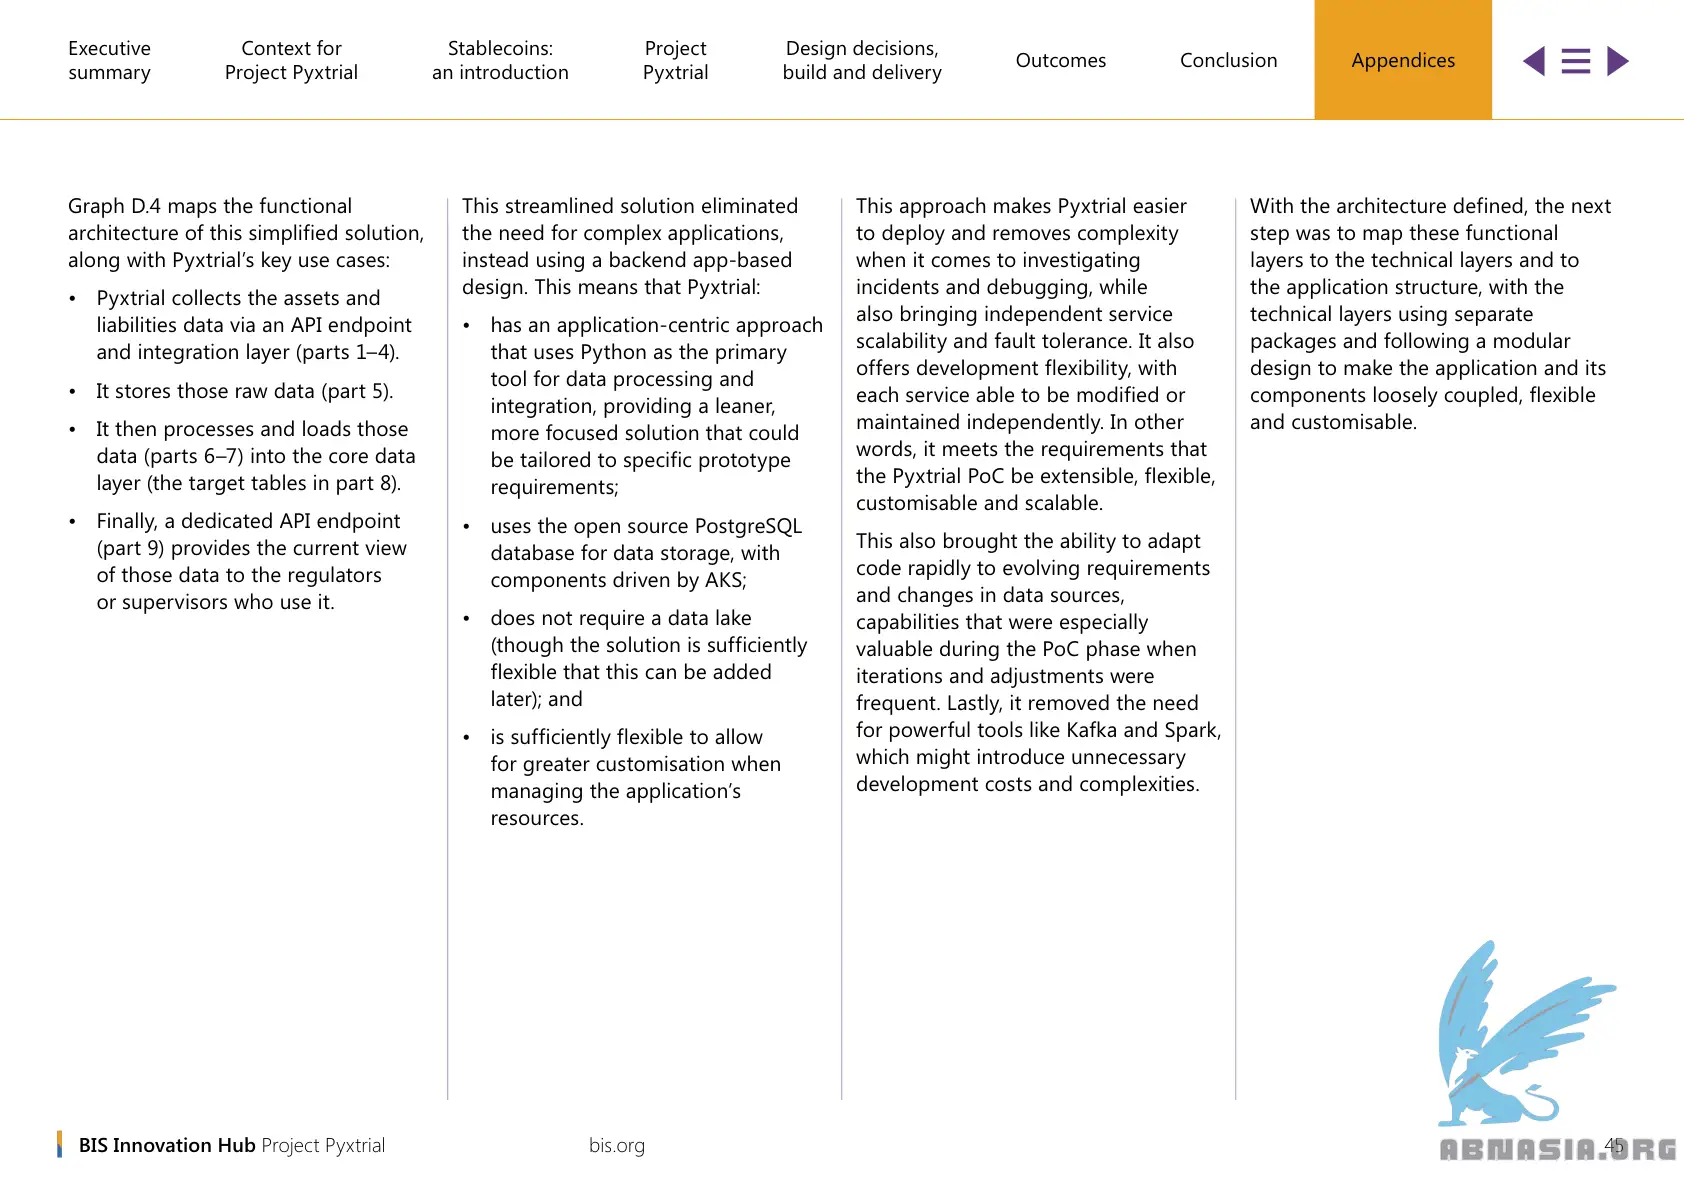 Executive
summary
Context for
Project Pyxtrial
Stablecoins:
an introduction
Project
Pyxtrial
Design decisions,
build and delivery
Outcomes
Conclusion
Appendices
Graph D.4 maps the functional
architecture of this simplified solution,
along with Pyxtrial’s key use cases:
• Pyxtrial collects the assets and
liabilities data via an API endpoint
and integration layer (parts 1–4).
• It stores those raw data (part 5).
• It then processes and loads those
data (parts 6–7) into the core data
layer (the target tables in part 8).
• Finally, a dedicated API endpoint
(part 9) provides the current view
of those data to the regulators
or supervisors who use it.
This streamlined solution eliminated
the need for complex applications,
instead using a backend app-based
design. This means that Pyxtrial:
• has an application-centric approach
that uses Python as the primary
tool for data processing and
integration, providing a leaner,
more focused solution that could
be tailored to specific prototype
requirements;
• uses the open source PostgreSQL
database for data storage, with
components driven by AKS;
• does not require a data lake
(though the solution is sufficiently
flexible that this can be added
later); and
• is sufficiently flexible to allow
for greater customisation when
managing the application’s
resources.
This approach makes Pyxtrial easier
to deploy and removes complexity
when it comes to investigating
incidents and debugging, while
also bringing independent service
scalability and fault tolerance. It also
offers development flexibility, with
each service able to be modified or
maintained independently. In other
words, it meets the requirements that
the Pyxtrial PoC be extensible, flexible,
customisable and scalable.
This also brought the ability to adapt
code rapidly to evolving requirements
and changes in data sources,
capabilities that were especially
valuable during the PoC phase when
iterations and adjustments were
frequent. Lastly, it removed the need
for powerful tools like Kafka and Spark,
which might introduce unnecessary
development costs and complexities.
With the architecture defined, the next
step was to map these functional
layers to the technical layers and to
the application structure, with the
technical layers using separate
packages and following a modular
design to make the application and its
components loosely coupled, flexible
and customisable.
BIS Innovation Hub Project Pyxtrial
bis.org
45
ABNASIA.ORG